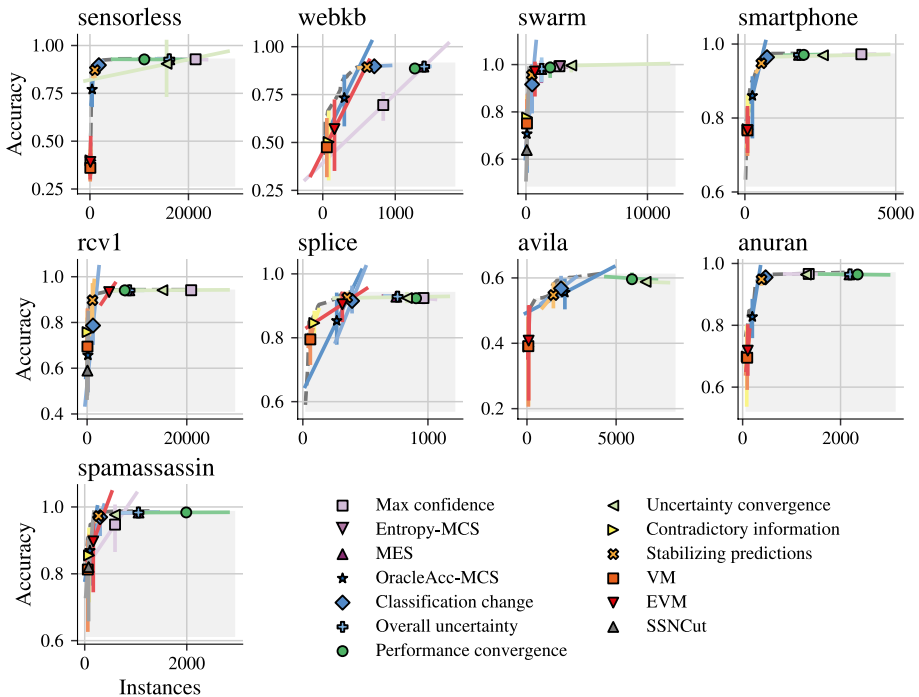 sensorless
webkb
swarm
smartphone
Accuracy
1.00
0.75
0.50
0.25
0
20000
1.00
0.75
0.50
0.25
0
1000
1.0
0.8
0.6
0
10000
1.0
0.8
0.6
0
5000
rcv1
splice
avila
anuran
Accuracy
1.0
0.8
0.6
0.4
0
20000
1.0
0.8
0.6
0
1000
0.6
0.4
0.2
0
5000
1.0
0.8
0.6
0
2000
spamassassin
Accuracy
1.0
0.8
0.6
0
2000
Instances
Max confidence
Entropy-MCS
MES
OracleAcc-MCS
Classification change
Overall uncertainty
Performance convergence
Uncertainty convergence
Contradictory information
Stabilizing predictions
VM
EVM
SSNCut